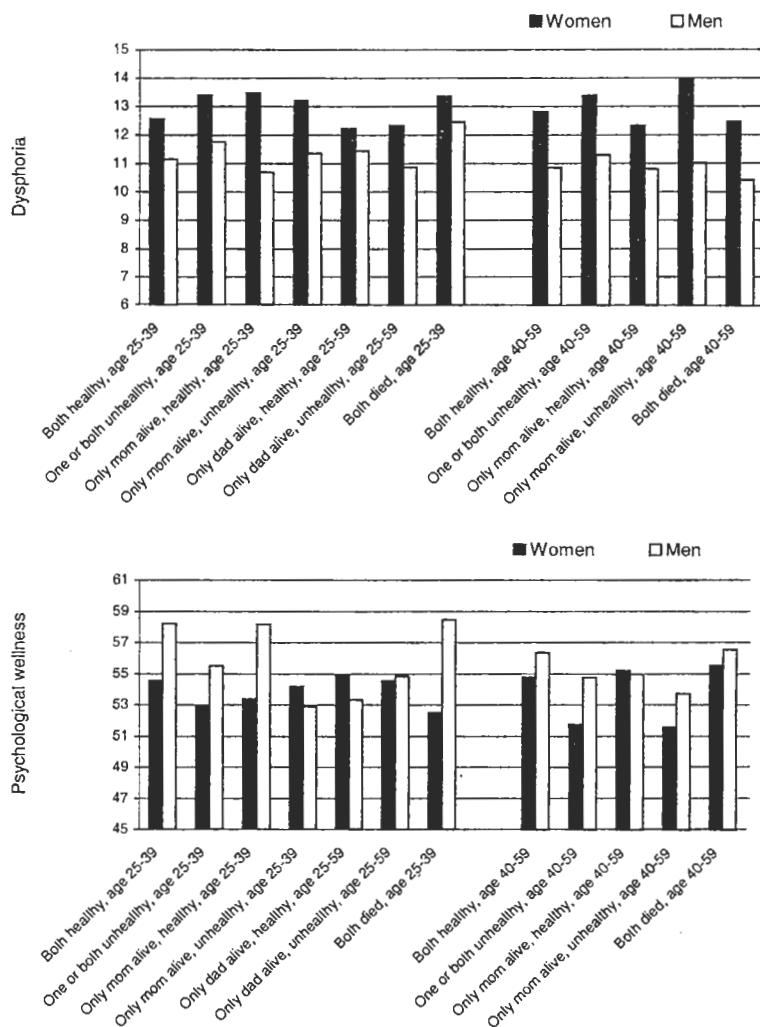 Women Men
15
14
13
12
11
10
9
8
7
6
Dysphoria
Both healthy, age 25-39
One or both unhealthy, age 25-39
Only mom alive, healthy, age 25-39
Only mom alive, unhealthy, age 25-39
Only dad alive, healthy, age 25-59
Only dad alive, unhealthy, age 25-59
Both died, age 25-39
Both healthy, age 40-59
One or both unhealthy, age 40-59
Only mom alive, healthy, age 40-59
Only mom alive, unhealthy, age 40-59
Both died, age 40-59
Women Men
61
59
57
55
53
51
49
47
45
Psychological wellness
Both healthy, age 25-39
One or both unhealthy, age 25-39
Only mom alive, healthy, age 25-39
Only mom alive, unhealthy, age 25-39
Only dad alive, healthy, age 25-59
Only dad alive, unhealthy, age 25-59
Both died, age 25-39
Both healthy, age 40-59
One or both unhealthy, age 40-59
Only mom alive, healthy, age 40-59
Only mom alive, unhealthy, age 40-59
Both died, age 40-59